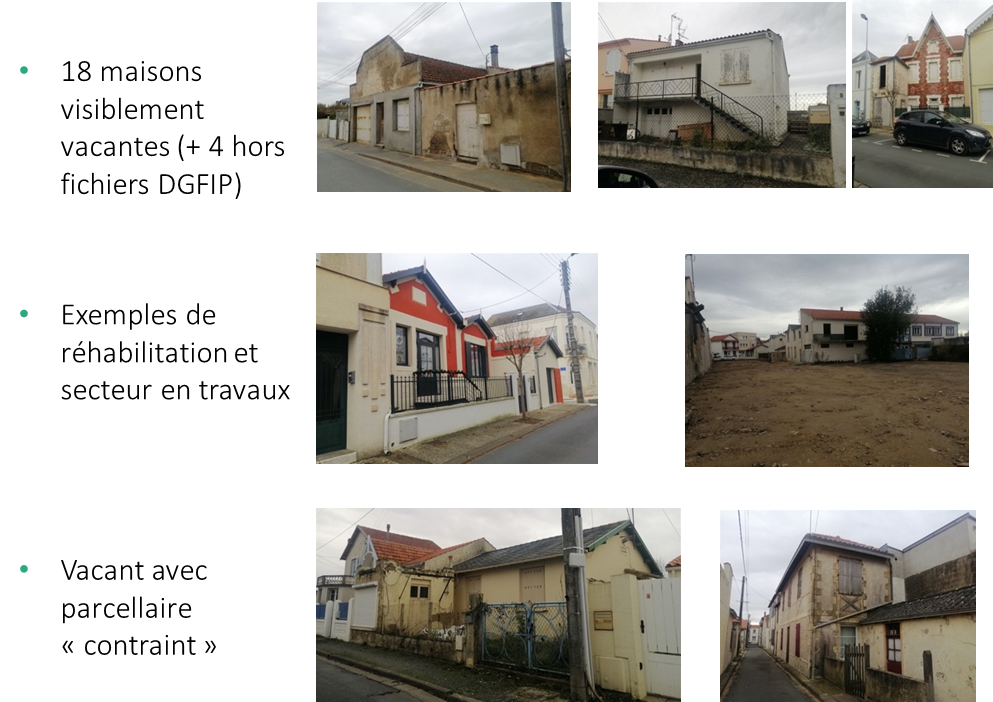 • 18 maisons
visiblement
vacantes (+ 4 hors
fichiers DGFIP)
• Exemples de
réhabilitation et
secteur en travaux
• Vacant avec
parcellaire
« contraint »